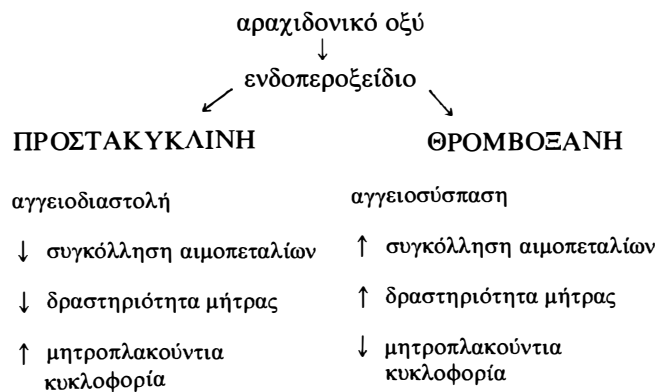 αραχιδονικό οξύ
↓
ενδοπεροξείδιο
ΠΡΟΣΤΑΚΥΚΛΙΝΗ
αγγειοδιαστολή
↓ συγκόλληση αιμοπεταλίων
↓ δραστηριότητα μήτρας
↑ μητροπλακούντια
κυκλοφορία
ΘΡΟΜΒΟΞΑΝΗ
αγγειοσύσπαση
↑ συγκόλληση αιμοπεταλίων
↑ δραστηριότητα μήτρας
↓ μητροπλακούντια
κυκλοφορία